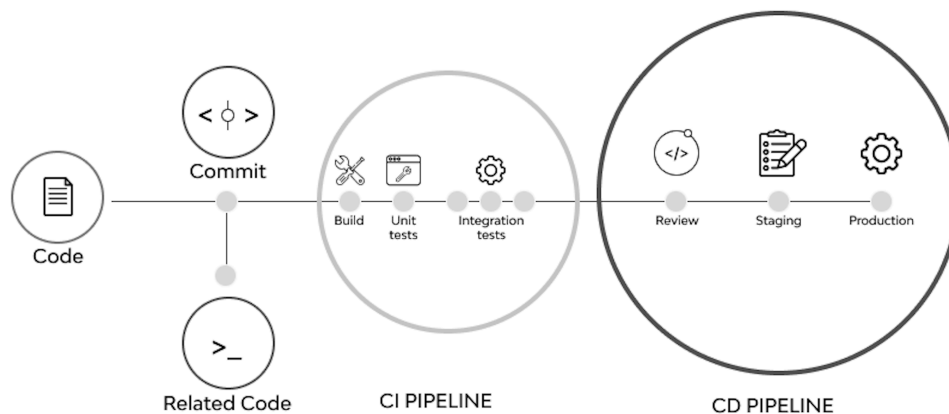 < >
Commit
Code
>_
Related Code
Build
Unit
tests
Integration
tests
CI PIPELINE
</>
Review
Staging
Production
CD PIPELINE